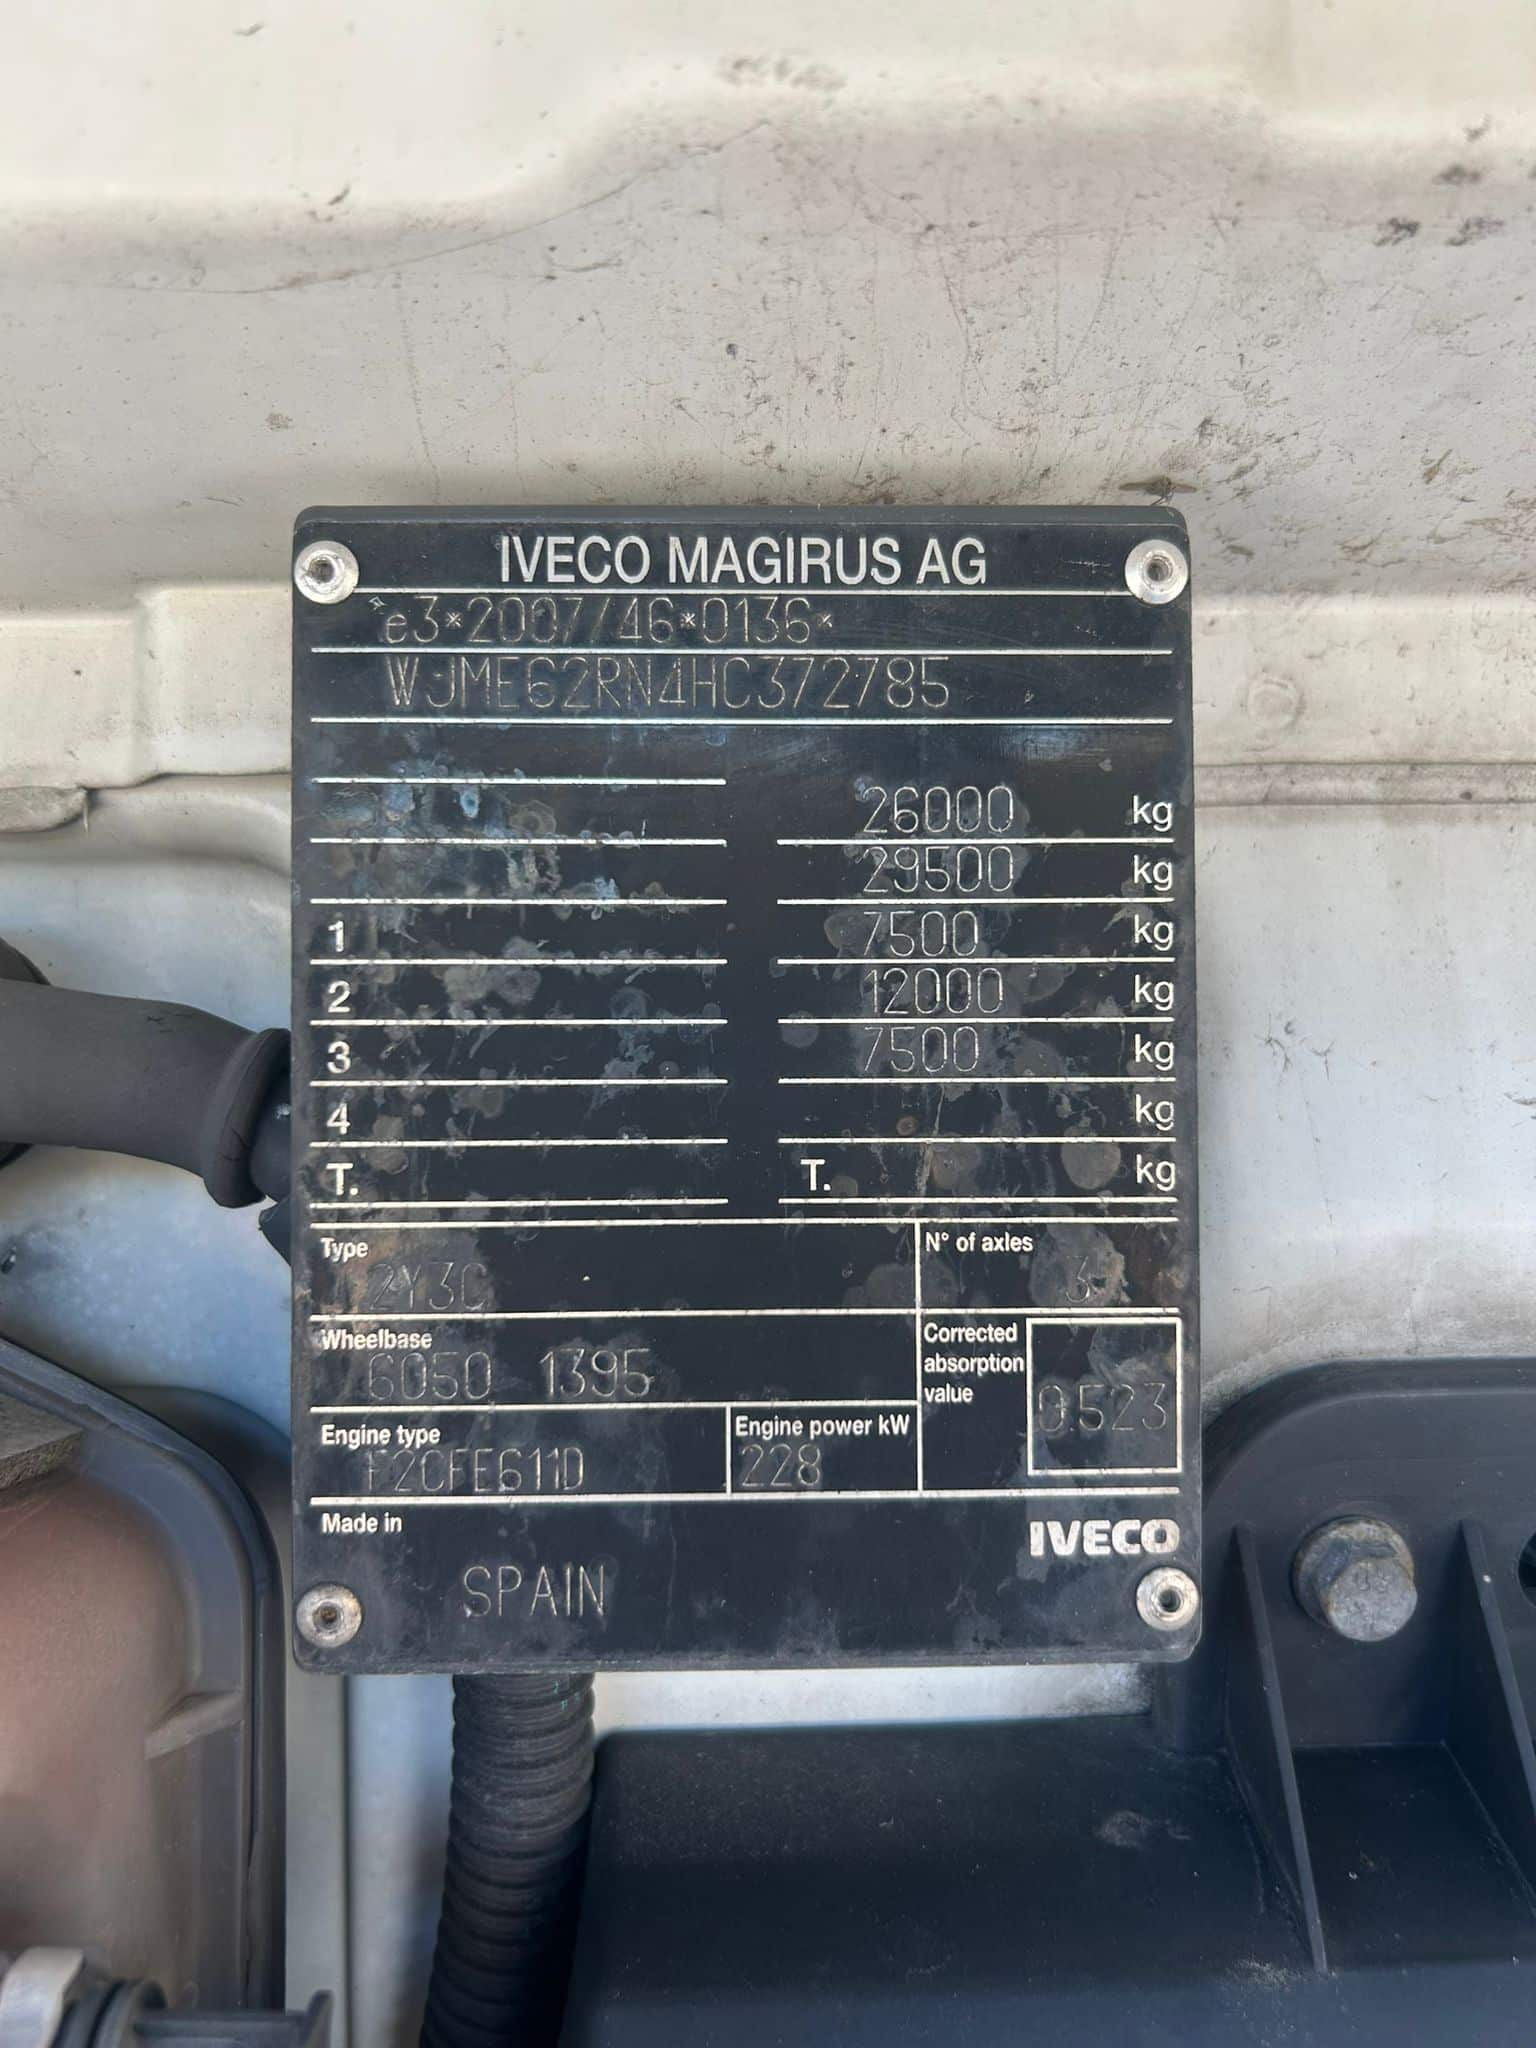 IVECO MAGIRUS AG
*e3*2007/46*0136*
WJME62RN4HC372785
26000 kg
29500 kg
1 7500 kg
2 12000 kg
3 7500 kg
4 kg
T. T. kg
Type N° of axles
2Y3C 3
Wheelbase
6050 1395
Corrected
absorption
value
0.523
Engine type Engine power kW
F2CFE611D 228
Made in
IVECO
SPAIN